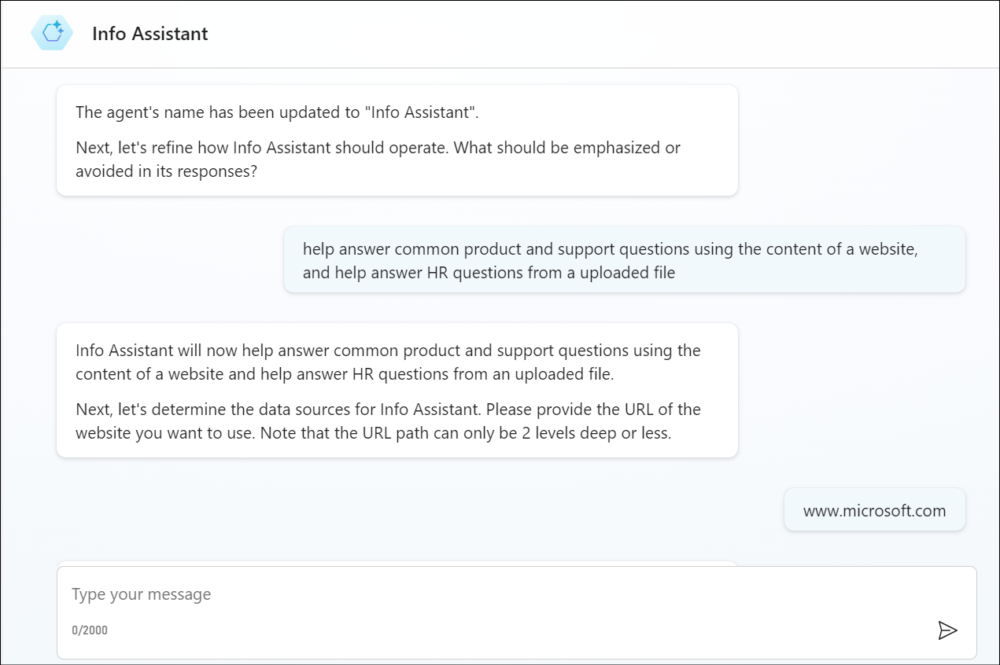 Info Assistant
The agent's name has been updated to "Info Assistant".
Next, let's refine how Info Assistant should operate. What should be emphasized or
avoided in its responses?
help answer common product and support questions using the content of a website,
and help answer HR questions from a uploaded file
Info Assistant will now help answer common product and support questions using the
content of a website and help answer HR questions from an uploaded file.
Next, let's determine the data sources for Info Assistant. Please provide the URL of the
website you want to use. Note that the URL path can only be 2 levels deep or less.
www.microsoft.com
Type your message
0/2000